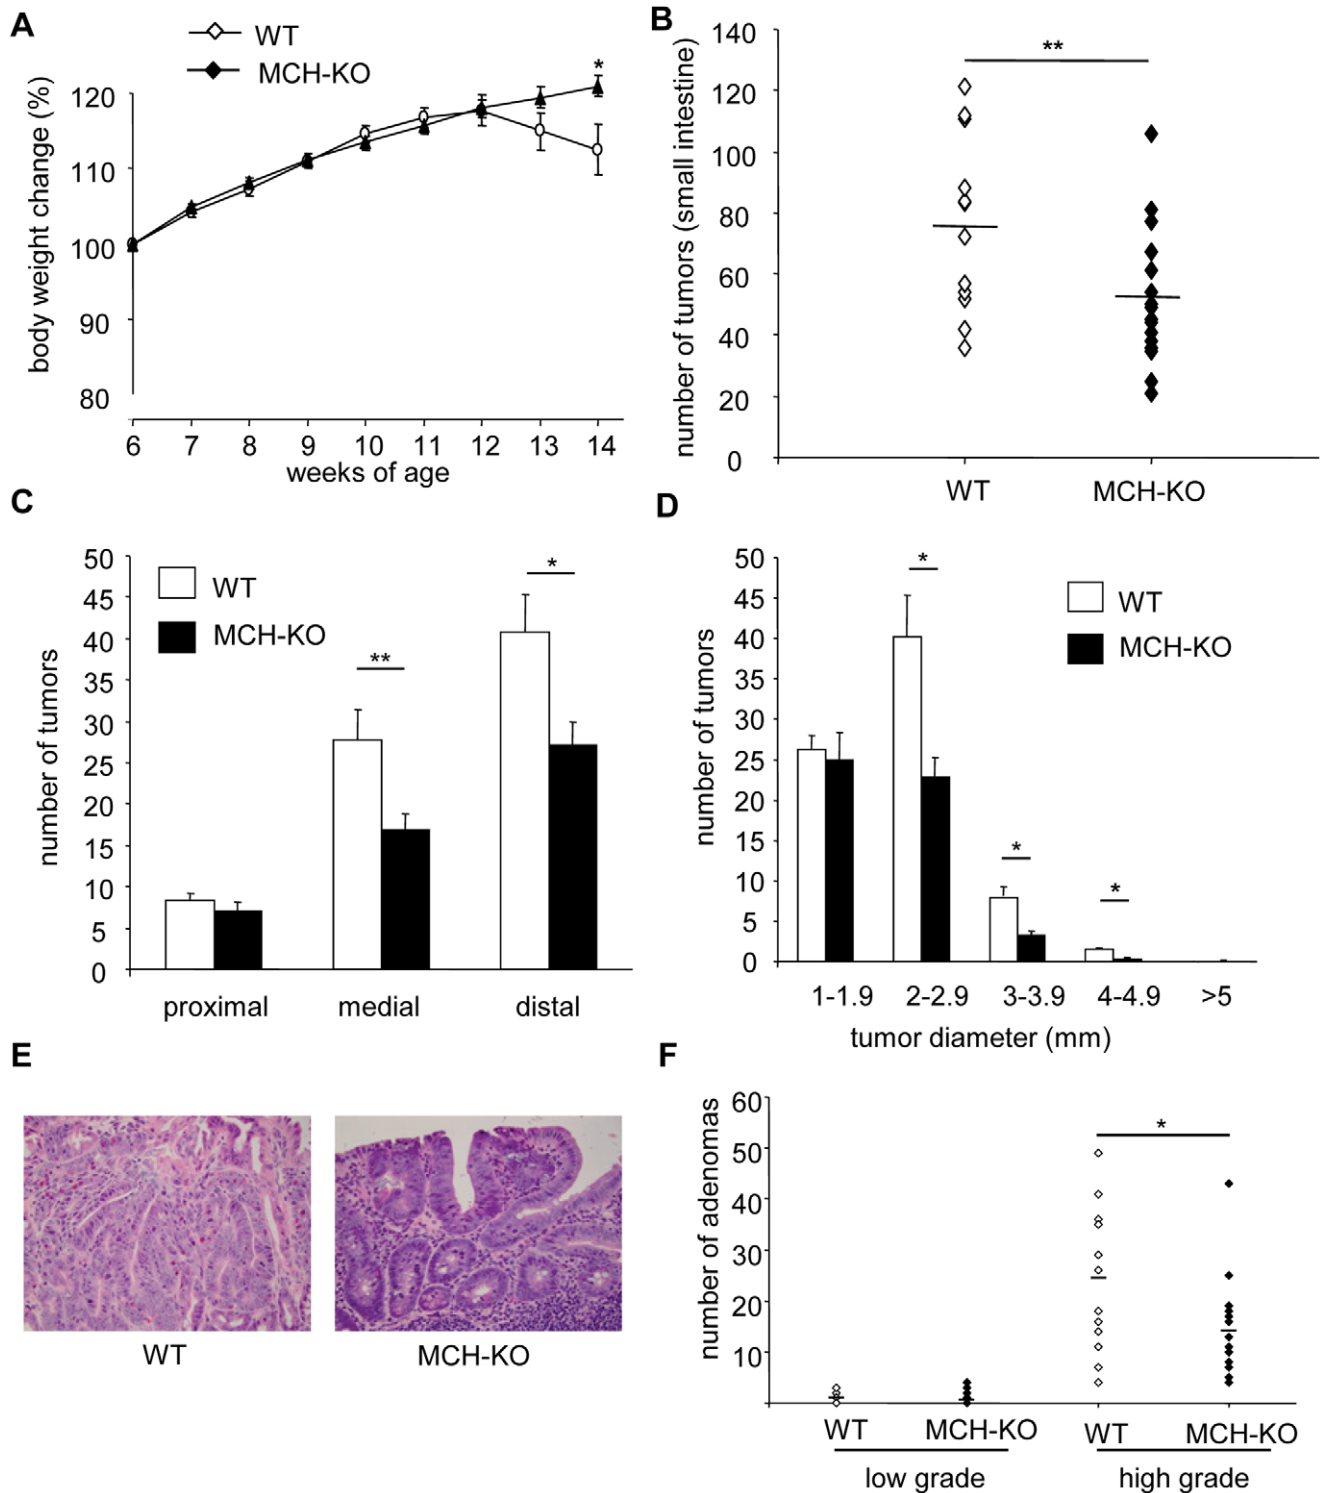 A
WT
MCH-KO
*
body weight change (%)
120
110
100
90
80
6 7 8 9 10 11 12 13 14
weeks of age
B
**
number of tumors (small intestine)
140
120
100
80
60
40
20
0
WT MCH-KO
C
WT
MCH-KO
**
*
number of tumors
50
45
40
35
30
25
20
15
10
5
0
proximal medial distal
D
WT
MCH-KO
*
*
*
number of tumors
50
45
40
35
30
25
20
15
10
5
0
1-1.9 2-2.9 3-3.9 4-4.9 >5
tumor diameter (mm)
E
WT MCH-KO
F
*
number of adenomas
60
50
40
30
20
10
WT MCH-KO WT MCH-KO
low grade high grade